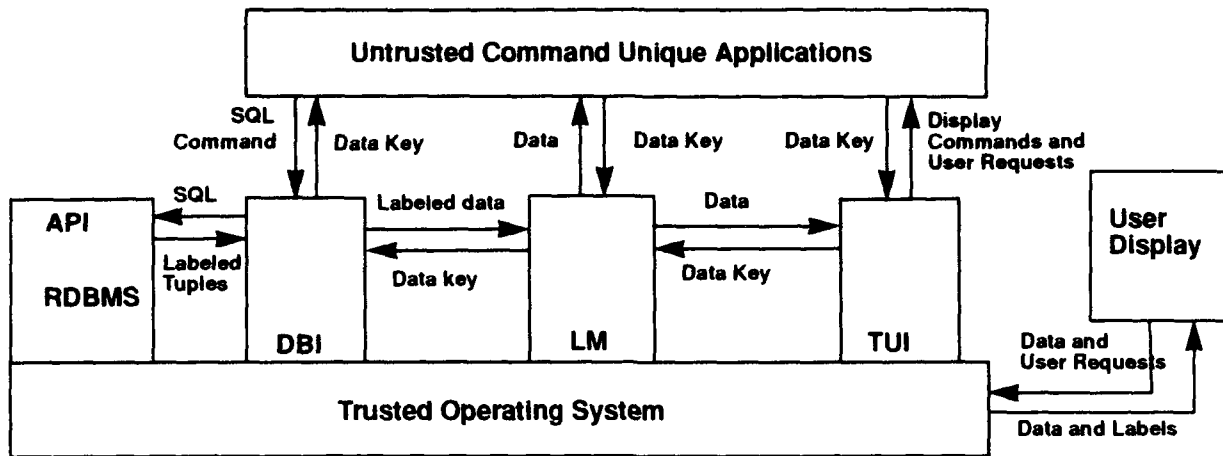 Untrusted Command Unique Applications
SQL
Command
Data Key
Data
Data Key
Data Key
Display
Commands and
User Requests
API
RDBMS
SQL
Labeled
Tuples
DBI
Labeled data
Data key
LM
Data
Data Key
TUI
User
Display
Data and
User Requests
Data and Labels
Trusted Operating System